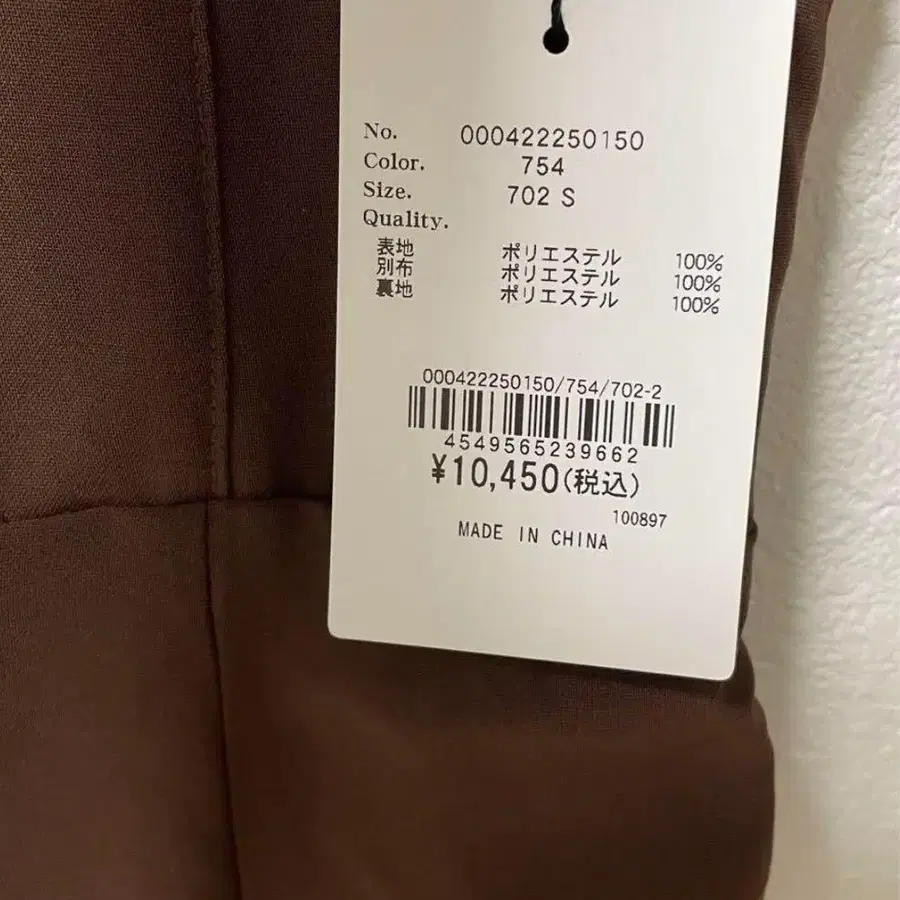 No. 000422250150
Color. 754
Size. 702 S
Quality.
表地 ポリエステル 100%
別布 ポリエステル 100%
裏地 ポリエステル 100%
000422250150/754/702-2
4549565239662
¥10,450(税込)
100897
MADE IN CHINA